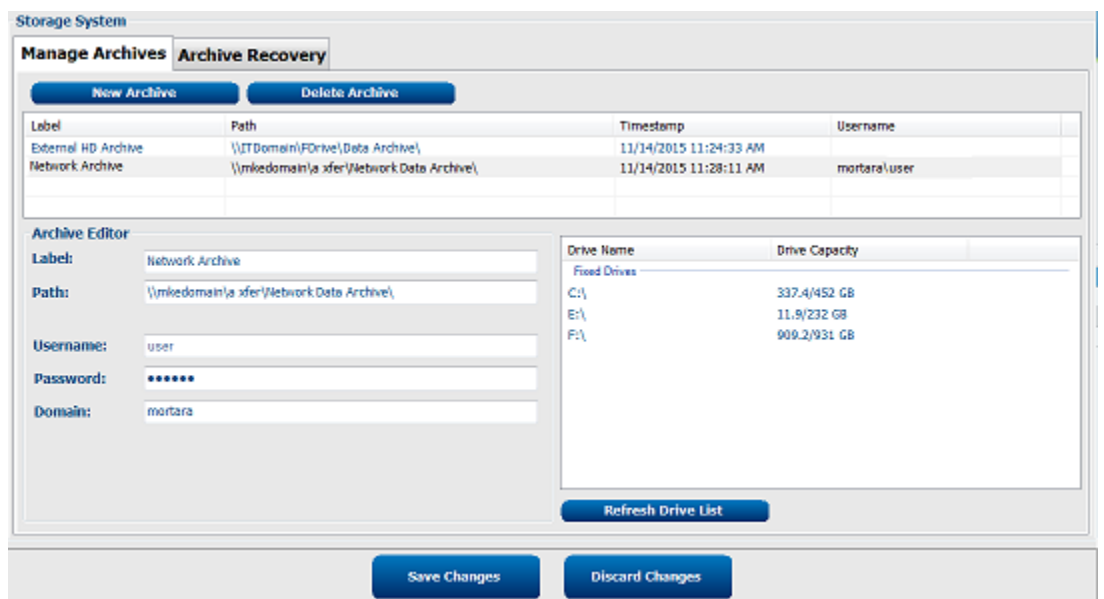 Storage System
Manage Archives Archive Recovery
New Archive Delete Archive
Label Path Timestamp Username
External HD Archive \\ITDomain\FDrive\Data Archive\ 11/14/2015 11:24:33 AM
Network Archive \\mkedomain\a xfer\Network Data Archive\ 11/14/2015 11:28:11 AM mortara\user
Archive Editor
Label: Network Archive
Path: \\mkedomain\a xfer\Network Data Archive\
Username: user
Password: ••••••
Domain: mortara
Drive Name Drive Capacity
Fixed Drives
C:\ 337.4/452 GB
E:\ 11.9/232 GB
F:\ 909.2/931 GB
Refresh Drive List
Save Changes Discard Changes